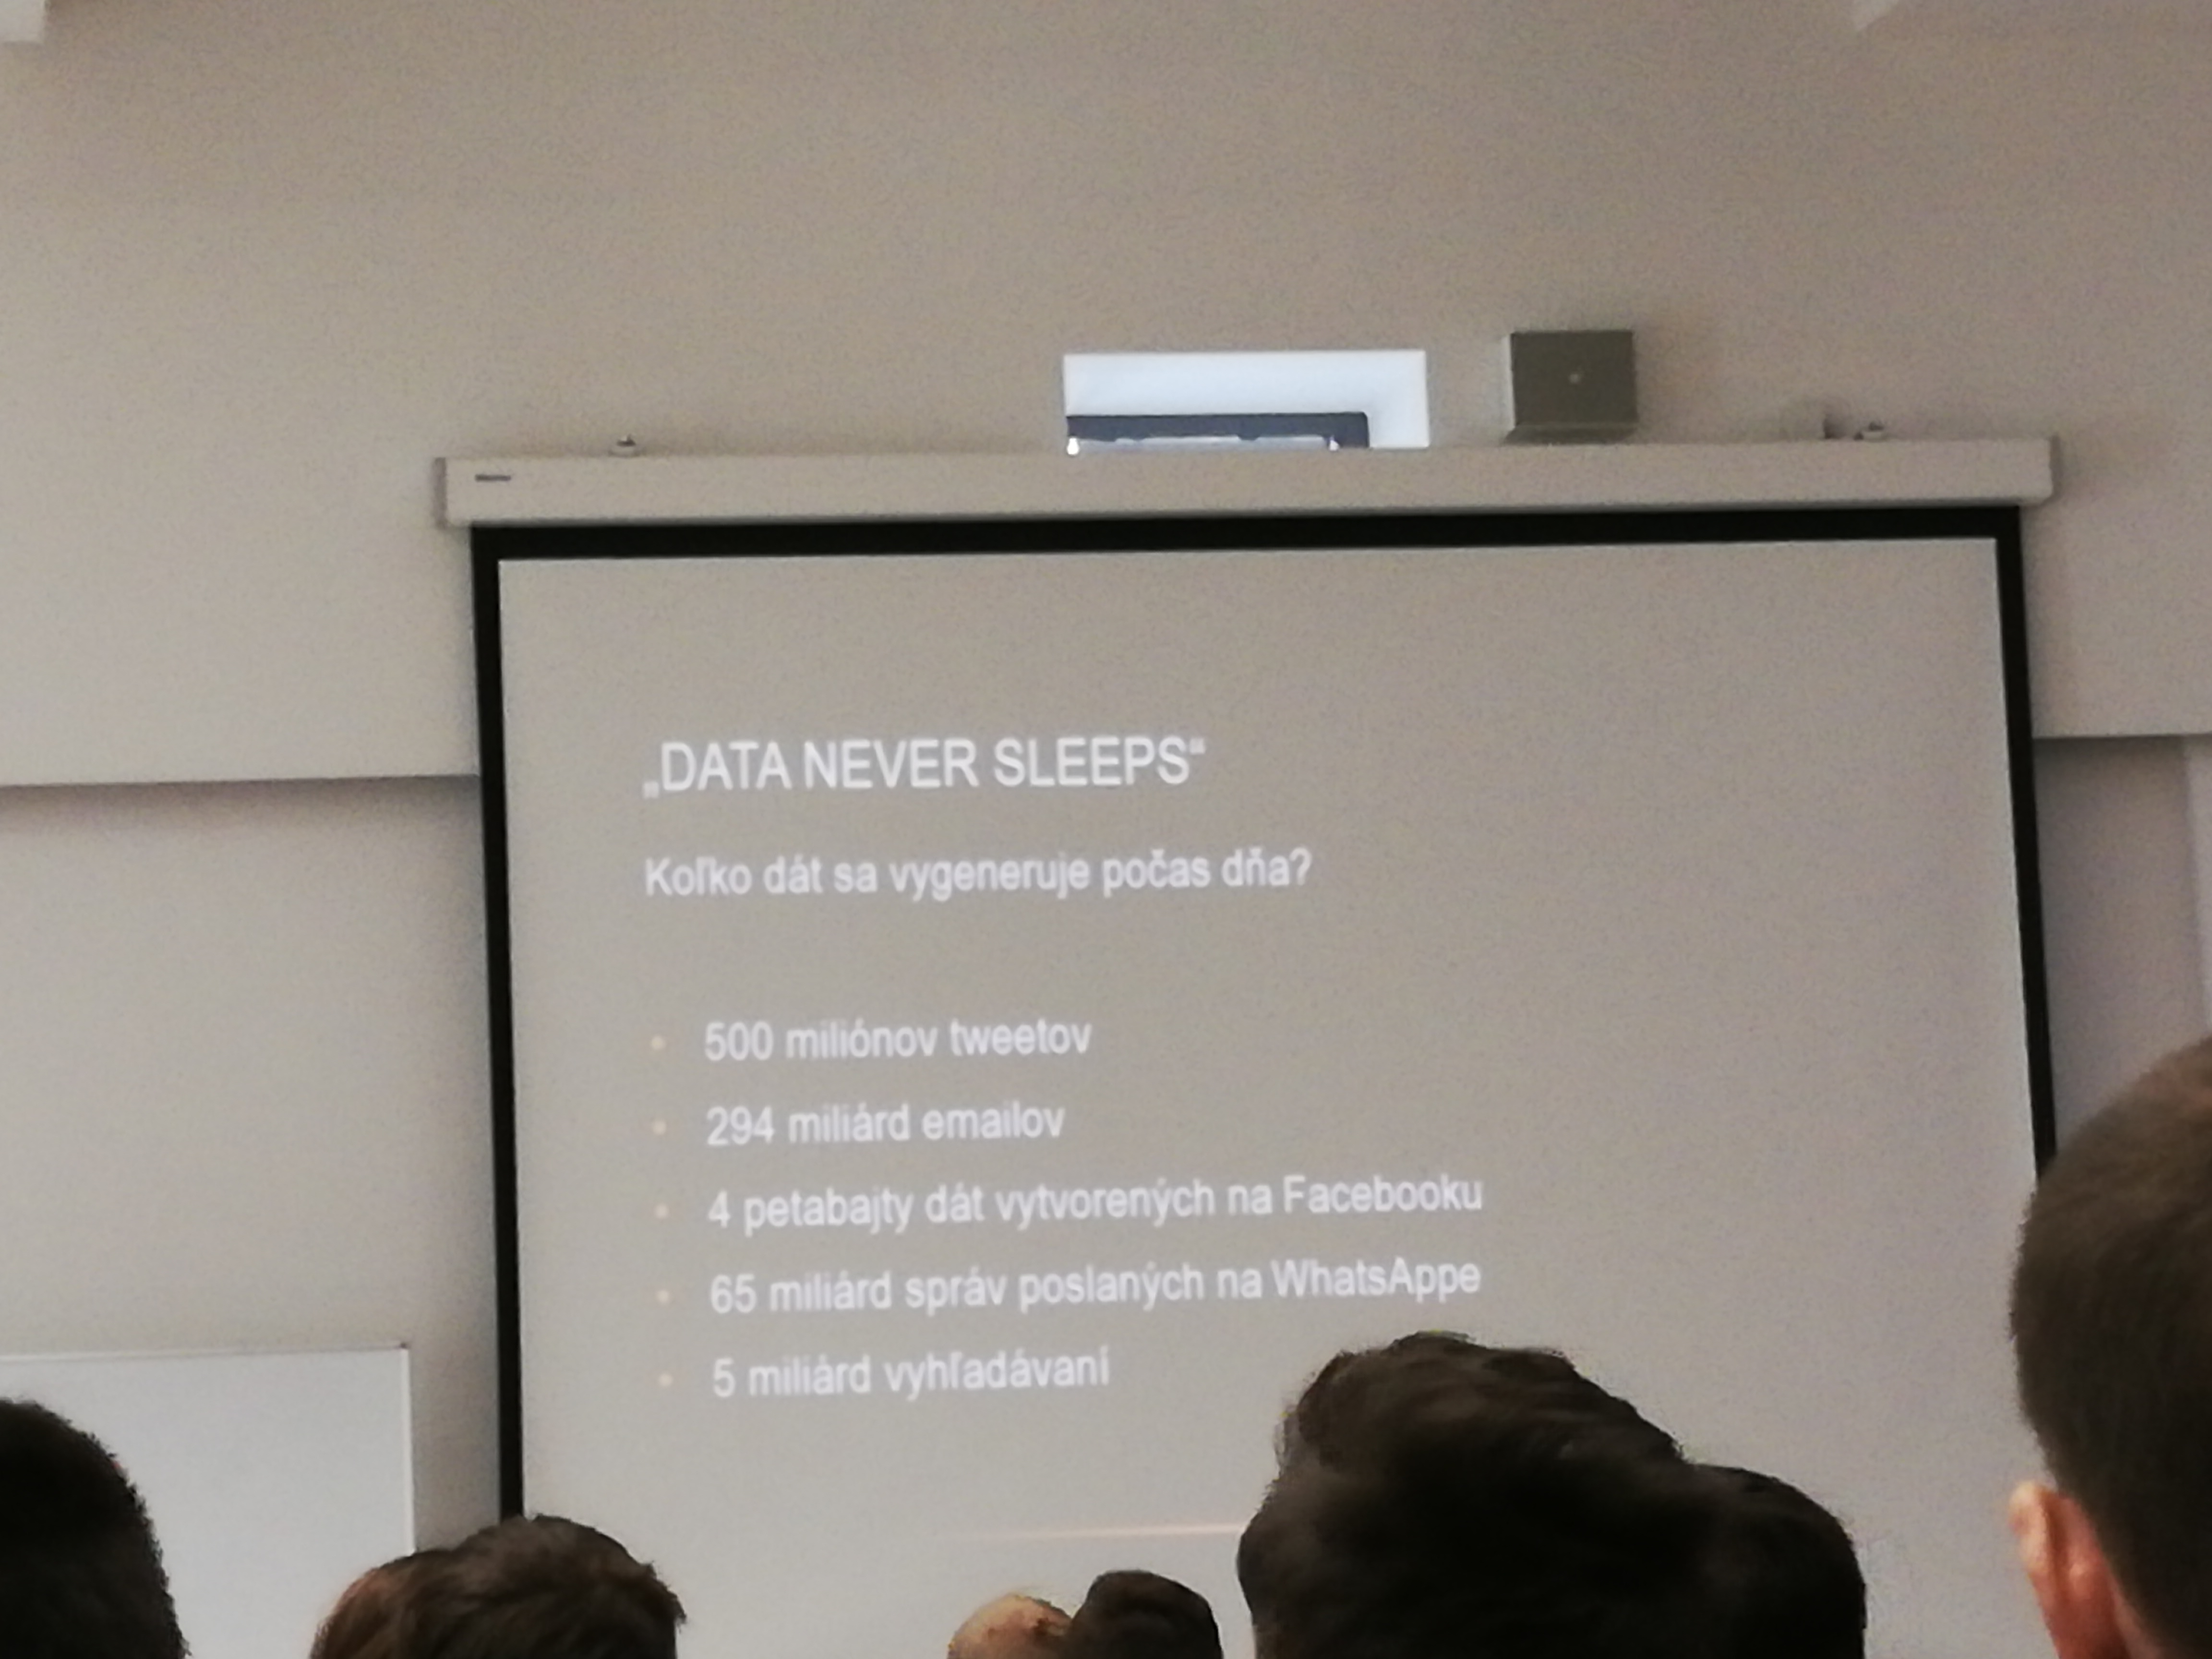 „DATA NEVER SLEEPS“
Koľko dát sa vygeneruje počas dňa?
• 500 miliónov tweetov
• 294 miliárd emailov
• 4 petabajty dát vytvorených na Facebooku
• 65 miliárd správ poslaných na WhatsAppe
• 5 miliárd vyhľadávaní